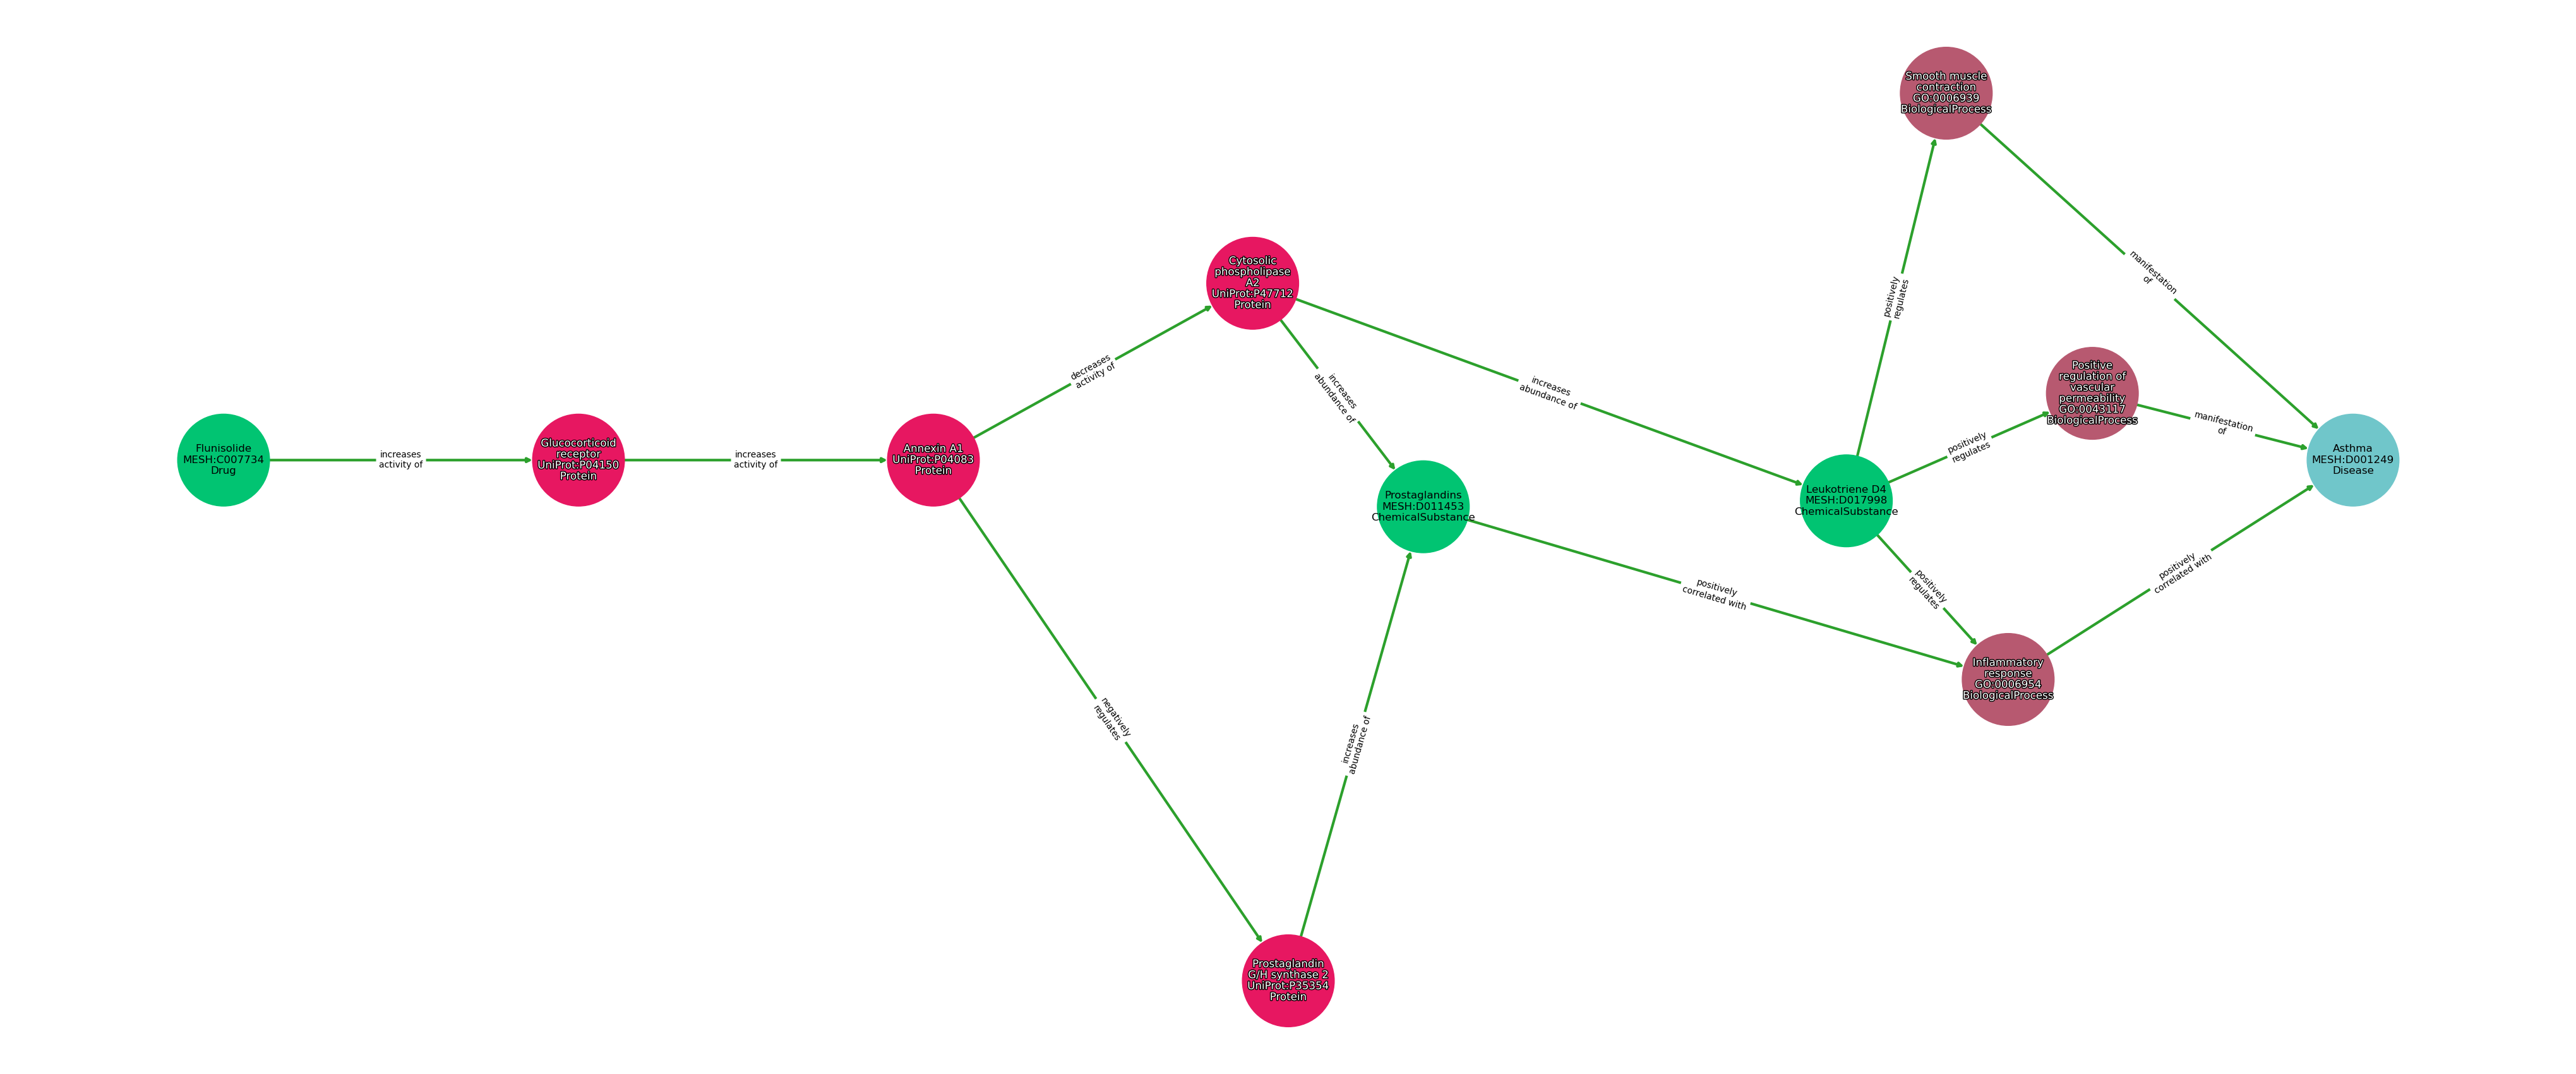 Smooth muscle
contraction
GO:0006939
BiologicalProcess
manifestation
of
positively
regulates
Cytosolic
phospholipase
A2
UniProt:P47712
Protein
decreases
activity of
increases
abundance of
increases
abundance of
Positive
regulation of
vascular
permeability
GO:0043117
BiologicalProcess
manifestation
of
positively
regulates
Flunisolide
MESH:C007734
Drug
increases
activity of
Glucocorticoid
receptor
UniProt:P04150
Protein
increases
activity of
Annexin A1
UniProt:P04083
Protein
Prostaglandins
MESH:D011453
ChemicalSubstance
Leukotriene D4
MESH:D017998
ChemicalSubstance
Asthma
MESH:D001249
Disease
positively
correlated with
positively
regulates
positively
correlated with
Inflammatory
response
GO:0006954
BiologicalProcess
negatively
regulates
increases
abundance of
Prostaglandin
G/H synthase 2
UniProt:P35354
Protein